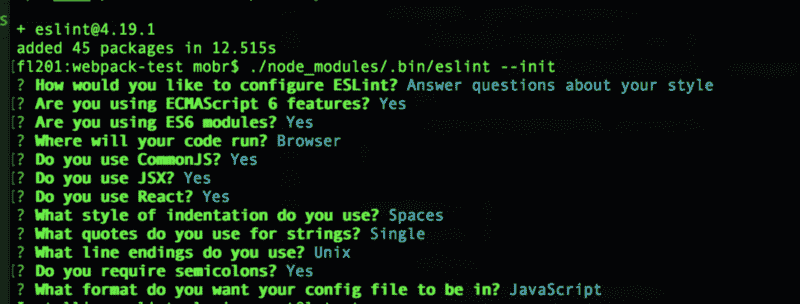 s
+ eslint@4.19.1
added 45 packages in 12.515s
[fl201:webpack-test mobr$ ./node_modules/.bin/eslint --init
? How would you like to configure ESLint? Answer questions about your style
[? Are you using ECMAScript 6 features? Yes
[? Are you using ES6 modules? Yes
? Where will your code run? Browser
[? Do you use CommonJS? Yes
[? Do you use JSX? Yes
[? Do you use React? Yes
? What style of indentation do you use? Spaces
? What quotes do you use for strings? Single
? What line endings do you use? Unix
[? Do you require semicolons? Yes
? What format do you want your config file to be in? JavaScript